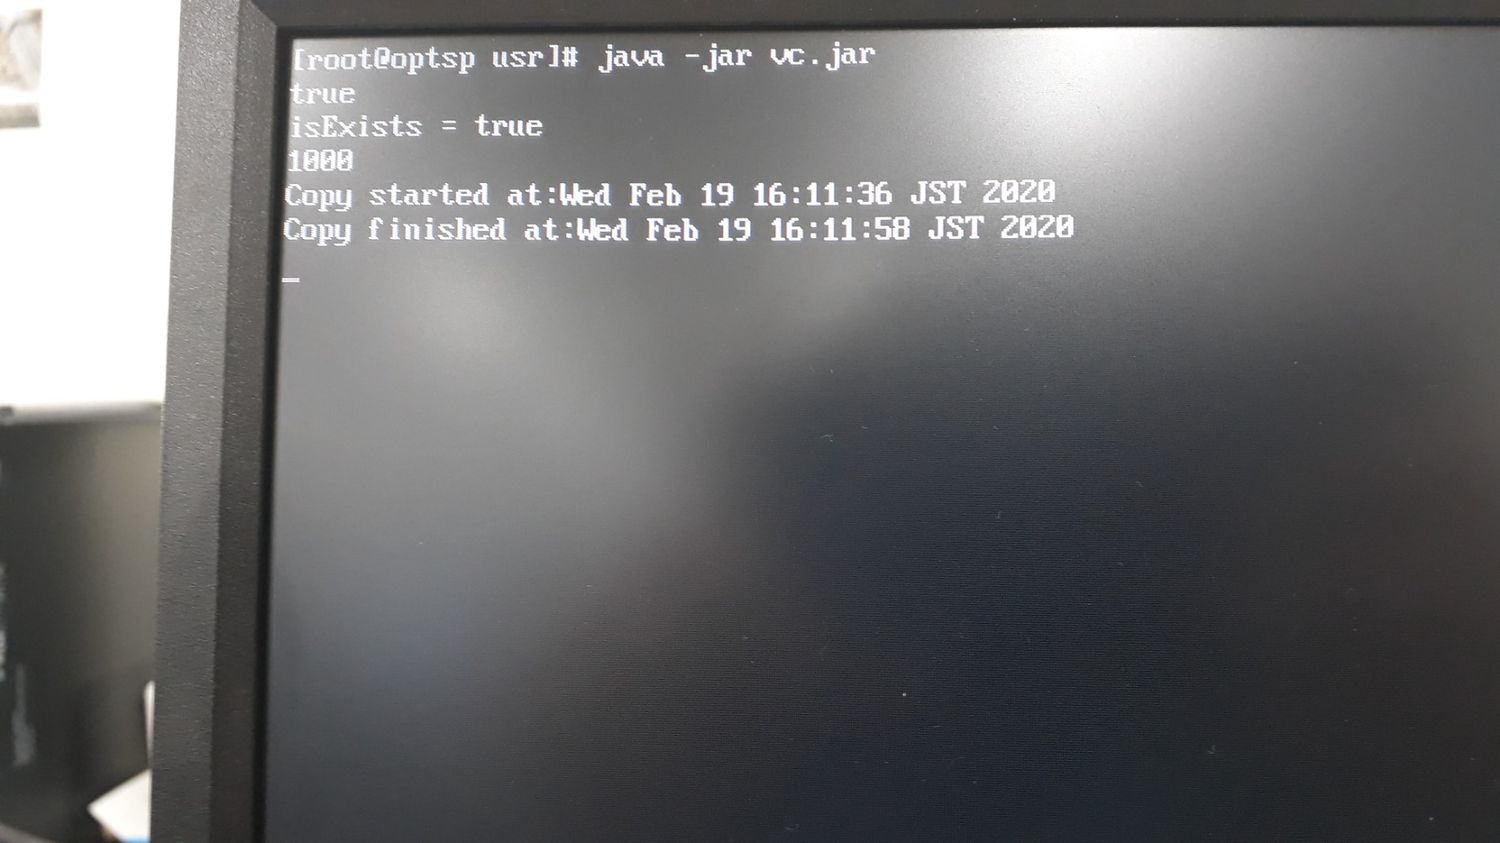 [root@optsp usr]# java -jar vc.jar
true
isExists = true
1000
Copy started at:Wed Feb 19 16:11:36 JST 2020
Copy finished at:Wed Feb 19 16:11:58 JST 2020
_